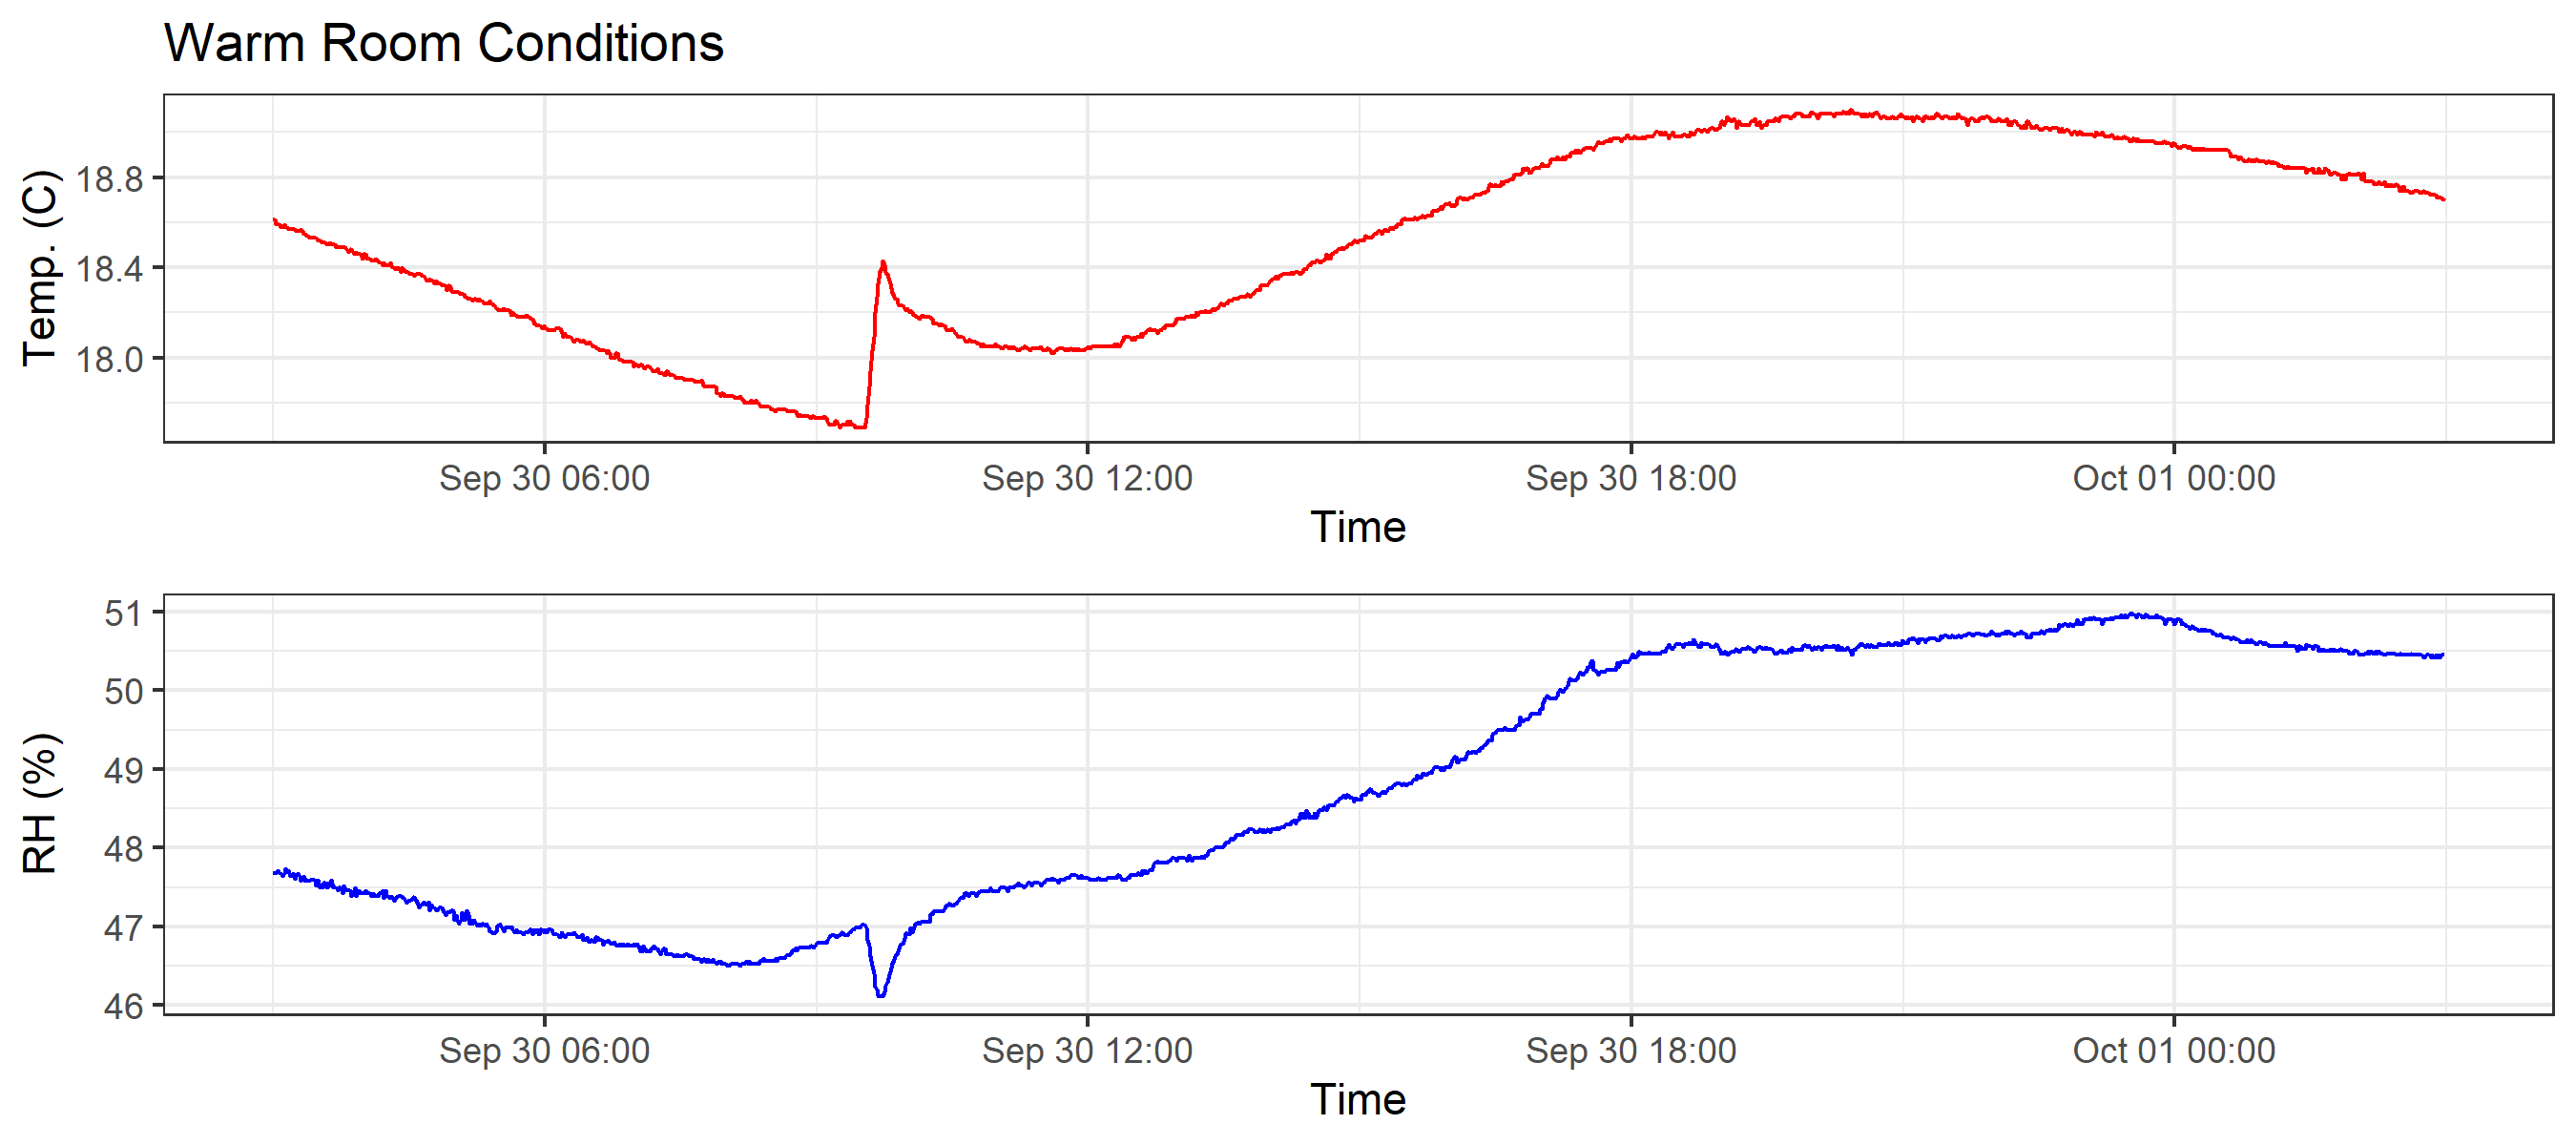 Warm Room Conditions
Temp. (C)
18.8
18.4
18.0
Sep 30 06:00 Sep 30 12:00 Sep 30 18:00 Oct 01 00:00
Time
RH (%)
51
50
49
48
47
46
Sep 30 06:00 Sep 30 12:00 Sep 30 18:00 Oct 01 00:00
Time